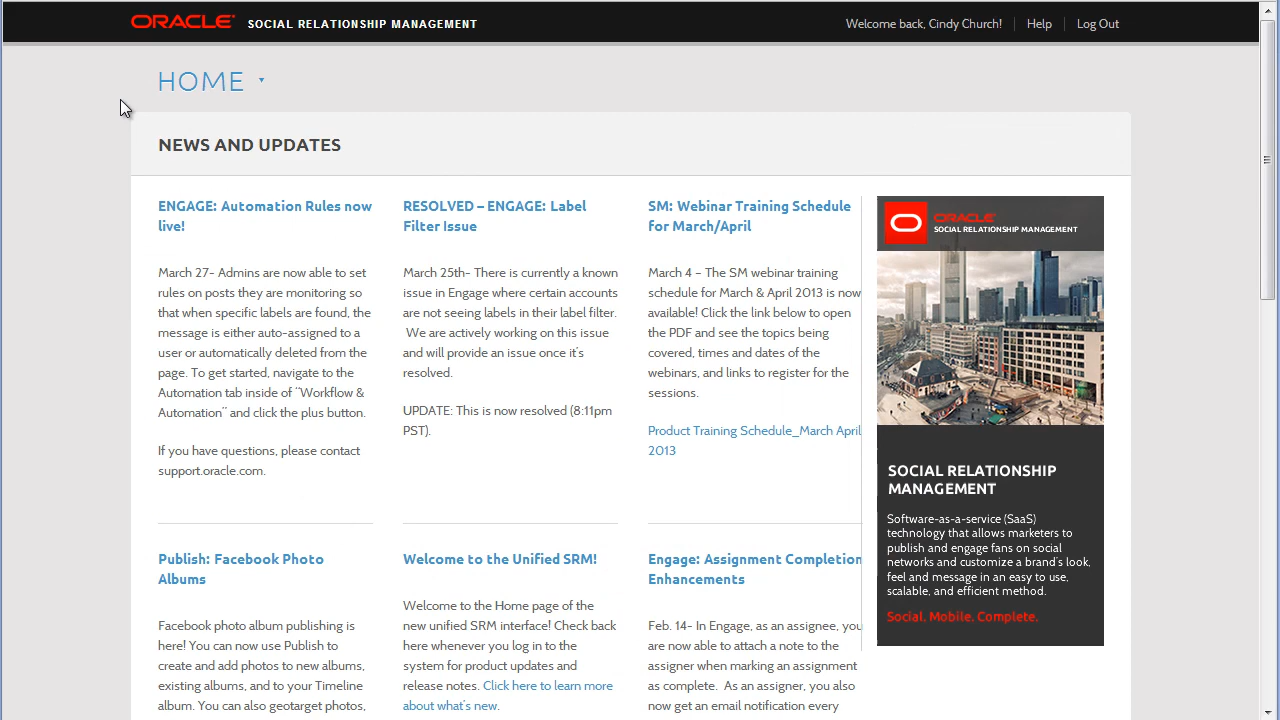 ORACLE SOCIAL RELATIONSHIP MANAGEMENT
Welcome back, Cindy Church! Help Log Out
HOME
NEWS AND UPDATES
ENGAGE: Automation Rules now
live!
March 27- Admins are now able to set
rules on posts they are monitoring so
that when specific labels are found, the
message is either auto-assigned to a
user or automatically deleted from the
page. To get started, navigate to the
Automation tab inside of "Workflow &
Automation" and click the plus button.
If you have questions, please contact
support.oracle.com.
RESOLVED – ENGAGE: Label
Filter Issue
March 25th- There is currently a known
issue in Engage where certain accounts
are not seeing labels in their label filter.
We are actively working on this issue
and will provide an issue once it's
resolved.
UPDATE: This is now resolved (8:11pm
PST).
SM: Webinar Training Schedule
for March/April
March 4 – The SM webinar training
schedule for March & April 2013 is now
available! Click the link below to open
the PDF and see the topics being
covered, times and dates of the
webinars, and links to register for the
sessions.
Product Training Schedule_March April
2013
ORACLE
SOCIAL RELATIONSHIP MANAGEMENT
SOCIAL RELATIONSHIP
MANAGEMENT
Software-as-a-service (SaaS)
technology that allows marketers to
publish and engage fans on social
networks and customize a brand's look,
feel and message in an easy to use,
scalable, and efficient method.
Social. Mobile. Complete.
Publish: Facebook Photo
Albums
Facebook photo album publishing is
here! You can now use Publish to
create and add photos to new albums,
existing albums, and to your Timeline
album. You can also geotarget photos,
Welcome to the Unified SRM!
Welcome to the Home page of the
new unified SRM interface! Check back
here whenever you log in to the
system for product updates and
release notes. Click here to learn more
about what's new.
Engage: Assignment Completion
Enhancements
Feb. 14- In Engage, as an assignee, you
are now able to attach a note to the
assigner when marking an assignment
as complete. As an assigner, you also
now get an email notification every